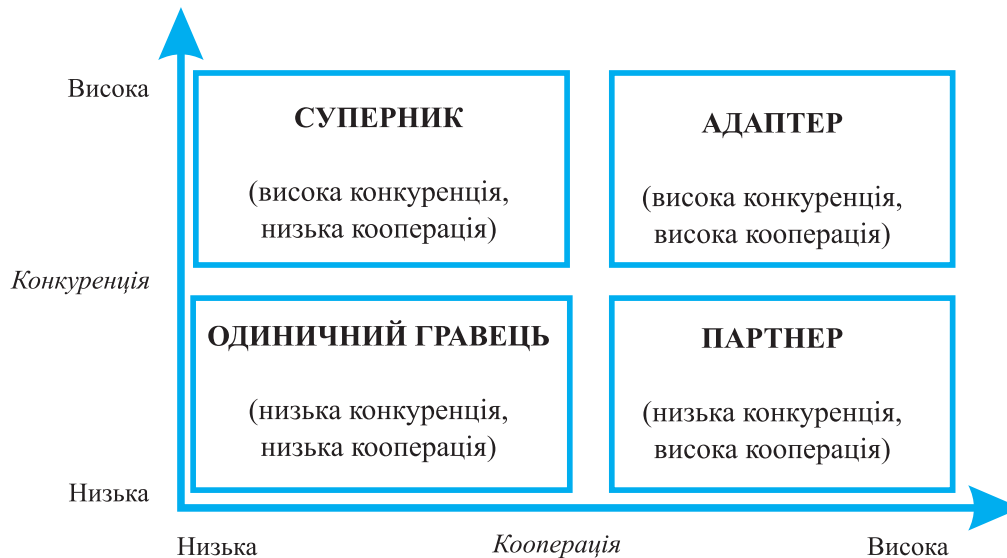 Висока
СУПЕРНИК
(висока конкуренція,
низька кооперація)
АДАПТЕР
(висока конкуренція,
висока кооперація)
Конкуренція
ОДИНИЧНИЙ ГРАВЕЦЬ
(низька конкуренція,
низька кооперація)
ПАРТНЕР
(низька конкуренція,
висока кооперація)
Низька
Низька
Кооперація
Висока